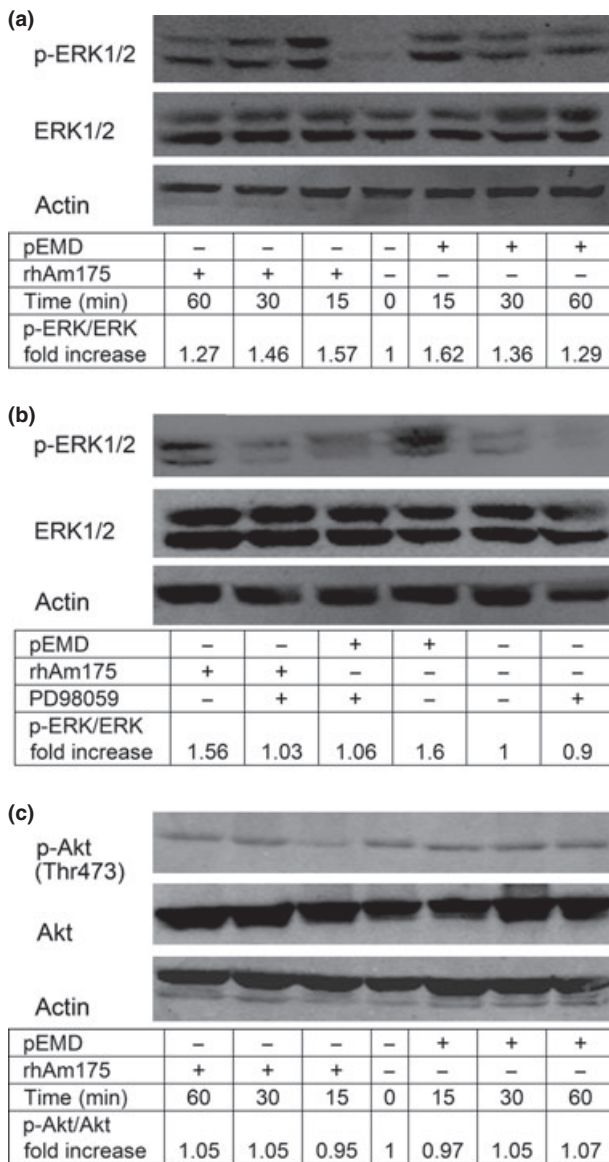 (a)
p-ERK1/2
ERK1/2
Actin
pEMD – – – – + + +
rhAm175 + + + – – – –
Time (min) 60 30 15 0 15 30 60
p-ERK/ERK
fold increase 1.27 1.46 1.57 1 1.62 1.36 1.29
(b)
p-ERK1/2
ERK1/2
Actin
pEMD – – + + – –
rhAm175 + + – – – –
PD98059 – + + – – +
p-ERK/ERK
fold increase 1.56 1.03 1.06 1.6 1 0.9
(c)
p-Akt
(Thr473)
Akt
Actin
pEMD – – – – + + +
rhAm175 + + + – – – –
Time (min) 60 30 15 0 15 30 60
p-Akt/Akt
fold increase 1.05 1.05 0.95 1 0.97 1.05 1.07